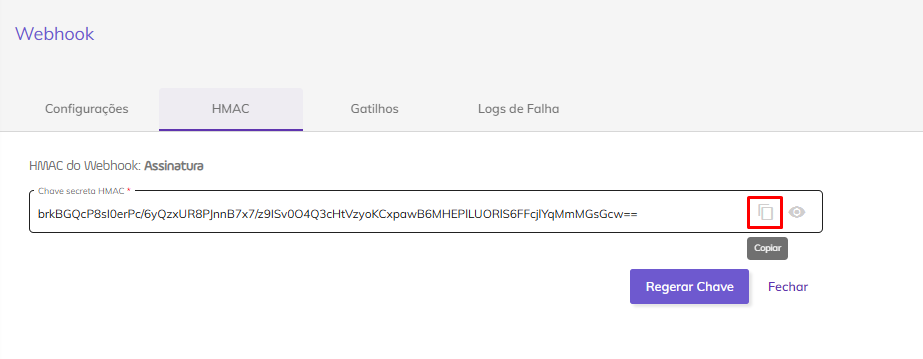 Webhook
Configurações HMAC Gatilhos Logs de Falha
HMAC do Webhook: Assinatura
Chave secreta HMAC *
brkBGQcP8sI0erPc/6yQzxUR8PJnnB7x7/z9ISv0O4Q3cHtVzyoKCxpawB6MHEPlLUORlS6FFcjlYqMmMGsGcw==
Copiar
Regerar Chave Fechar